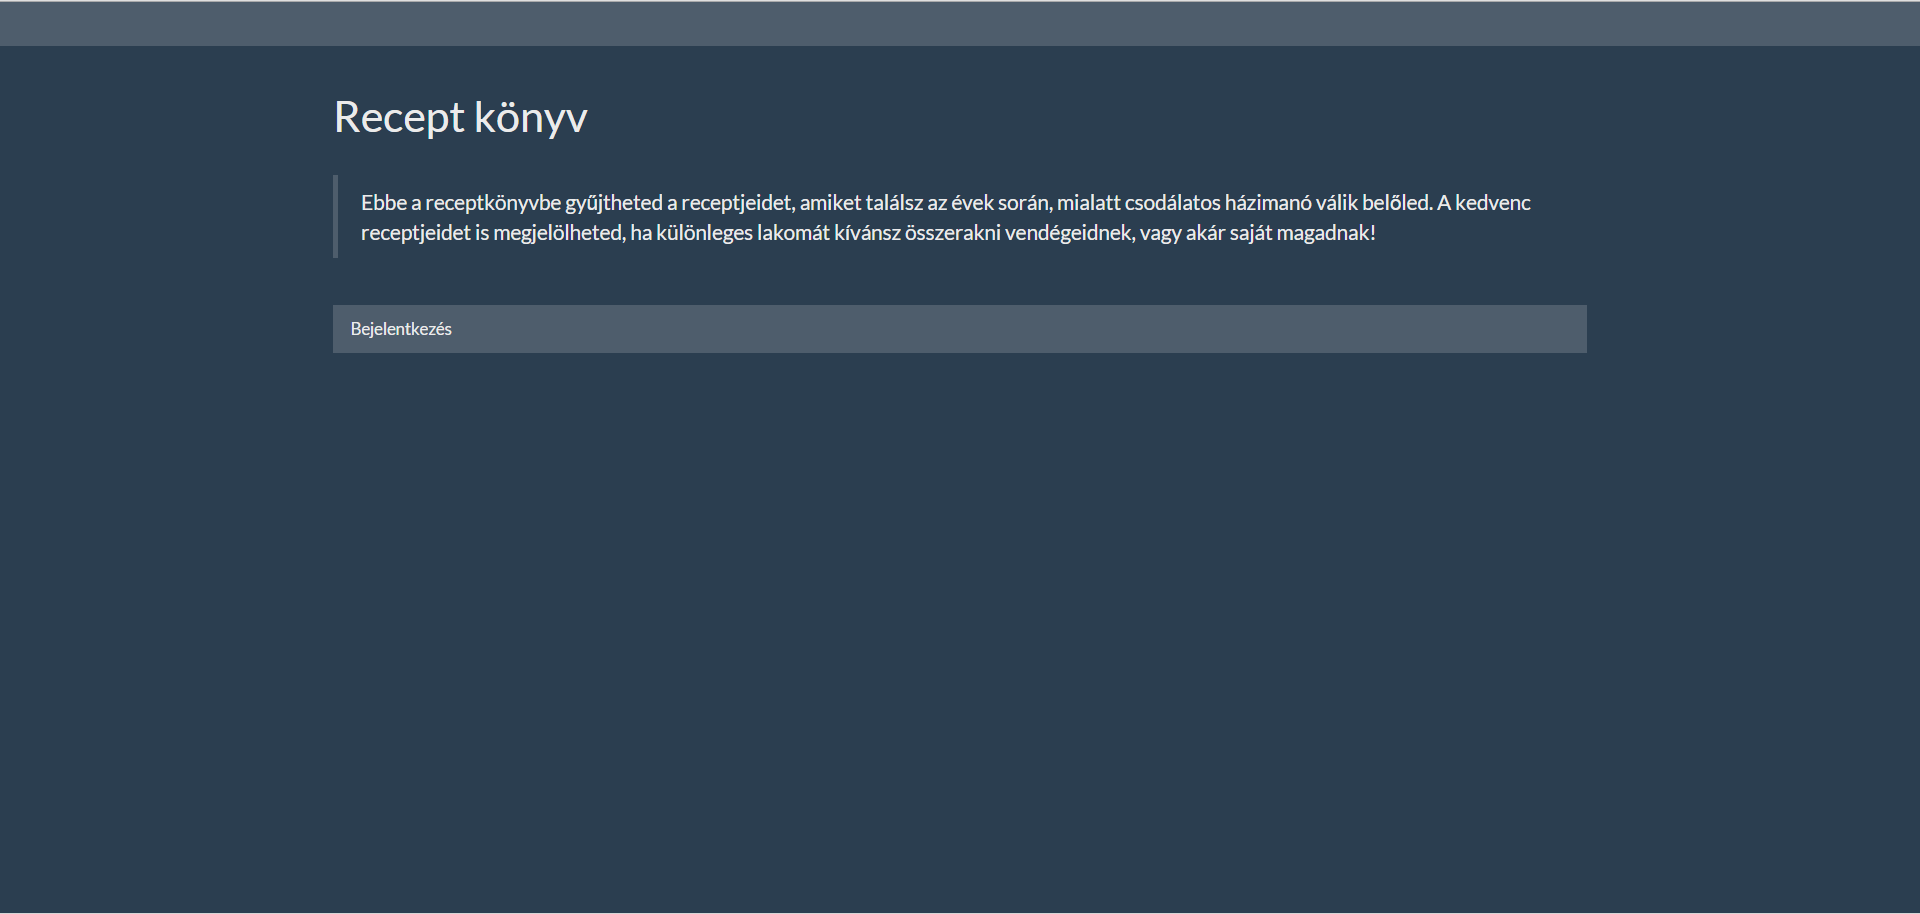 Recept könyv
Ebbe a receptkönyvbe gyűjtheted a receptjeidet, amiket találsz az évek során, mialatt csodálatos házimanó válik belőled. A kedvenc
receptjeidet is megjelölheted, ha különleges lakomát kívánsz összerakni vendégeidnek, vagy akár saját magadnak!
Bejelentkezés